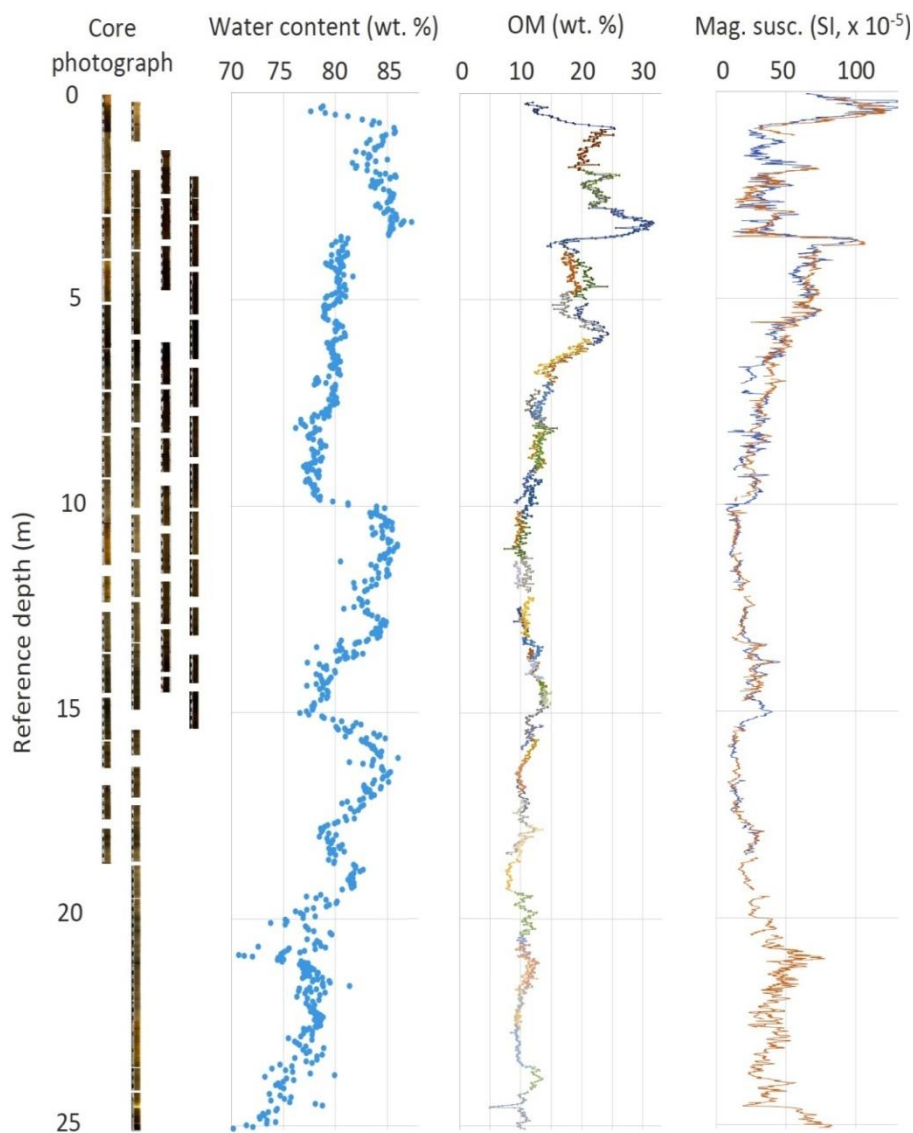 Core
photograph
Water content (wt. %)
OM (wt. %)
Mag. susc. (SI, x 10⁻⁵)
70 75 80 85
0 10 20 30
0 50 100
Reference depth (m)
0
5
10
15
20
25